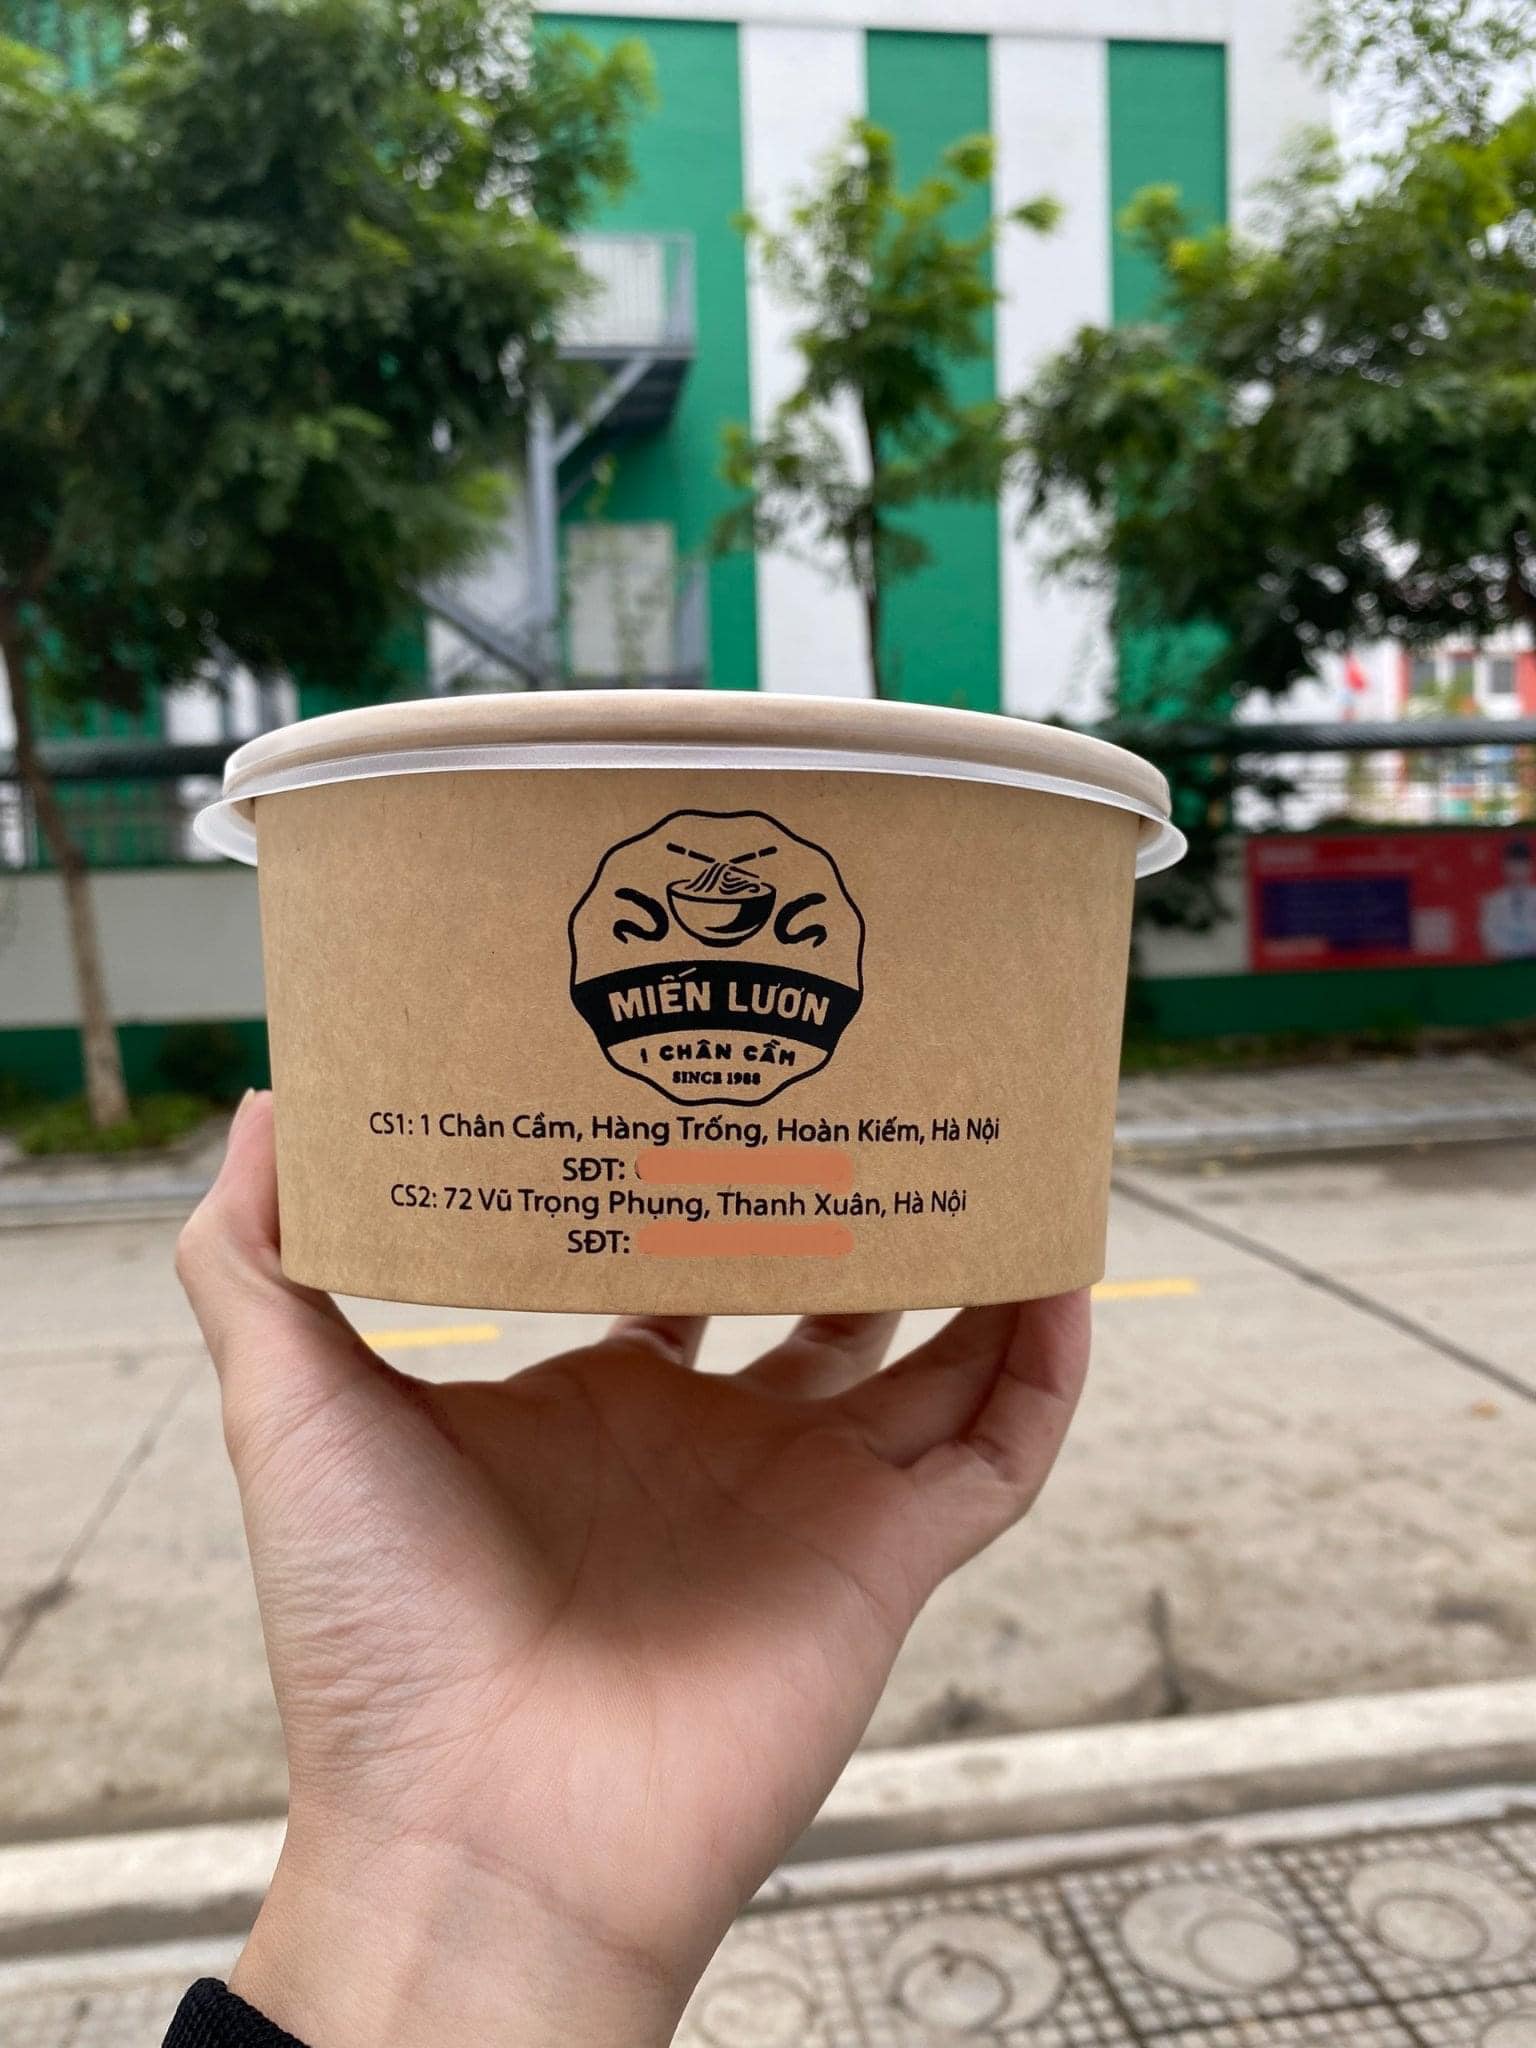 MIẾN LƯƠN
1 CHÂN CẦM
SINCE 1988
CS1: 1 Chân Cầm, Hàng Trống, Hoàn Kiếm, Hà Nội
SĐT:
CS2: 72 Vũ Trọng Phụng, Thanh Xuân, Hà Nội
SĐT: